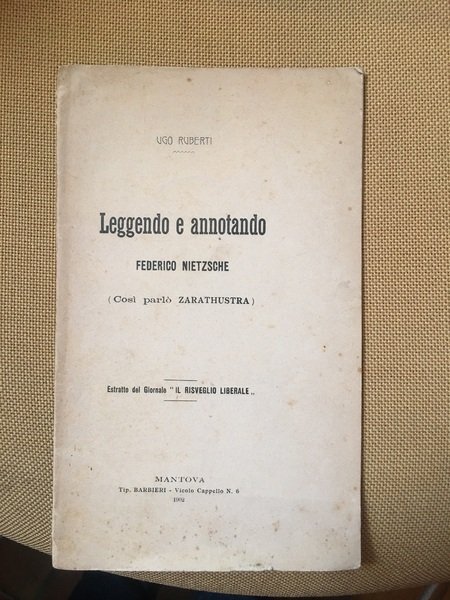 UGO RUBERTI
Leggendo e annotando
FEDERICO NIETZSCHE
(Così parlò ZARATHUSTRA)
Estratto del Giornale "IL RISVEGLIO LIBERALE„
MANTOVA
Tip. BARBIERI - Vicolo Cappello N. 6
1902